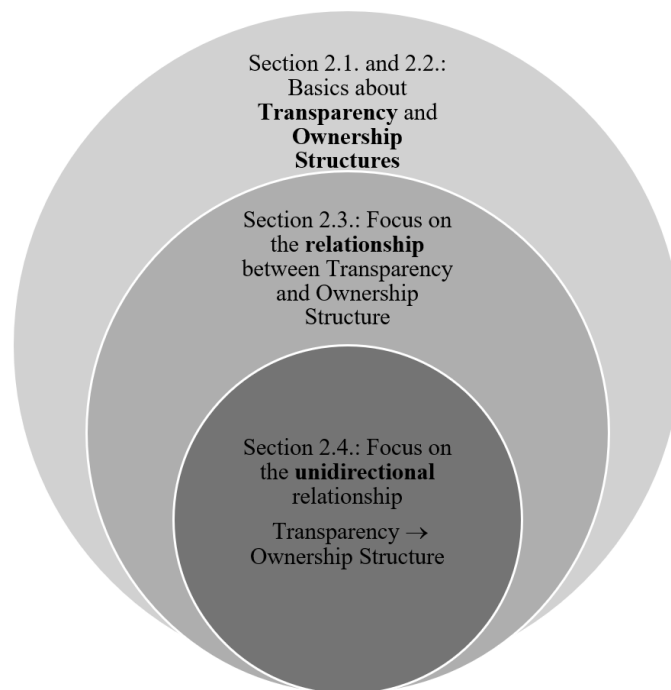 Section 2.1. and 2.2.:
Basics about
Transparency and
Ownership
Structures
Section 2.3.: Focus on
the relationship
between Transparency
and Ownership
Structure
Section 2.4.: Focus on
the unidirectional
relationship
Transparency →
Ownership Structure